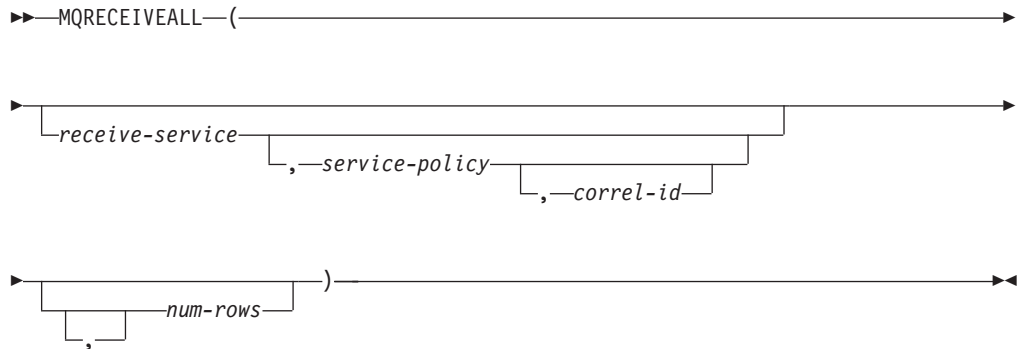 MQRECEIVEALL (
receive-service
, service-policy
, correl-id
)
num-rows
,